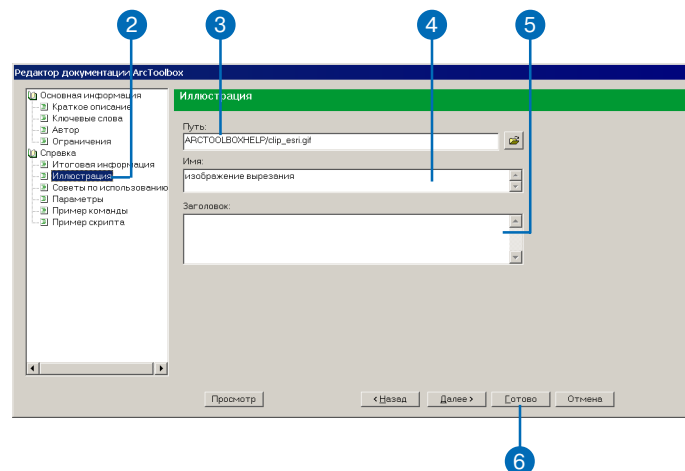 2 3 4 5
Редактор документации ArcToolbox
Основная информация
Краткое описание
Ключевые слова
Автор
Ограничения
Справка
Итоговая информация
Иллюстрация
Советы по использованию
Параметры
Пример команды
Пример скрипта
Иллюстрация
Путь:
ARCTOOLBOXHELP/clip_esri.gif
Имя:
изображение вырезания
Заголовок:
Просмотр < Назад Далее > Готово Отмена
6